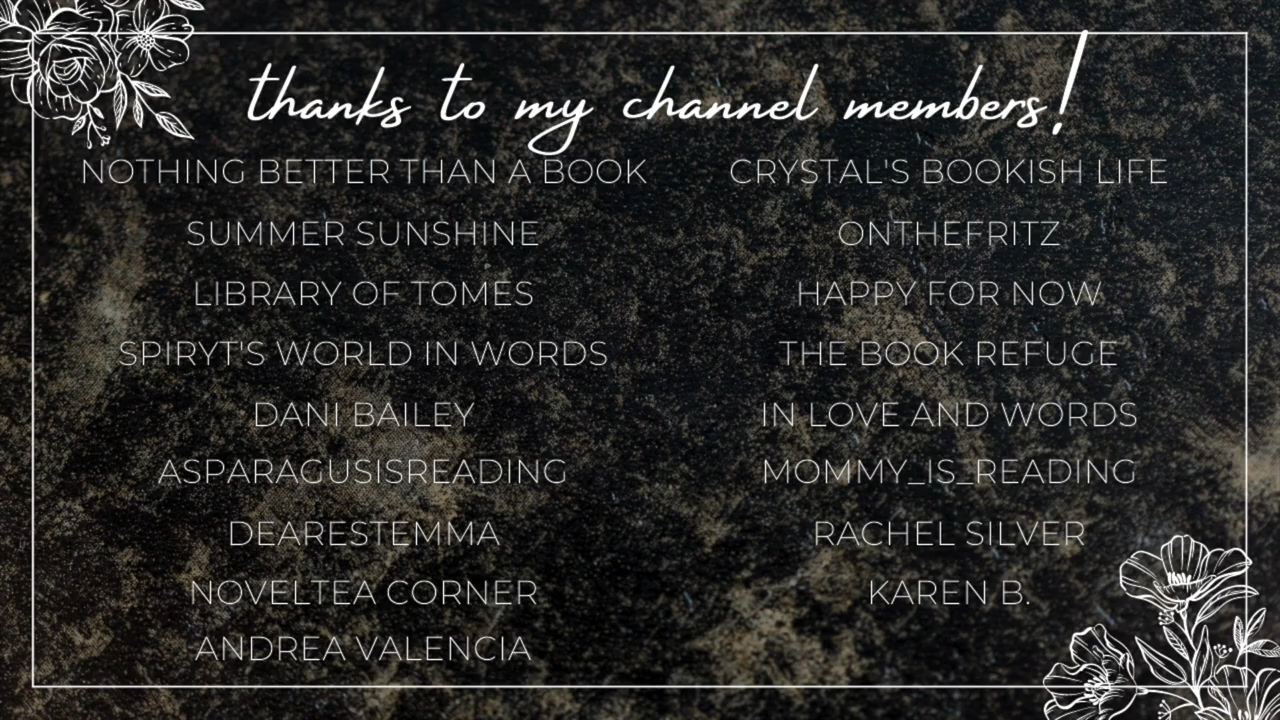 thanks to my channel members!
NOTHING BETTER THAN A BOOK
SUMMER SUNSHINE
LIBRARY OF TOMES
SPIRYT'S WORLD IN WORDS
DANI BAILEY
ASPARAGUSISREADING
DEARESTEMMA
NOVELTEA CORNER
ANDREA VALENCIA
CRYSTAL'S BOOKISH LIFE
ONTHEFRITZ
HAPPY FOR NOW
THE BOOK REFUGE
IN LOVE AND WORDS
MOMMY_IS_READING
RACHEL SILVER
KAREN B.